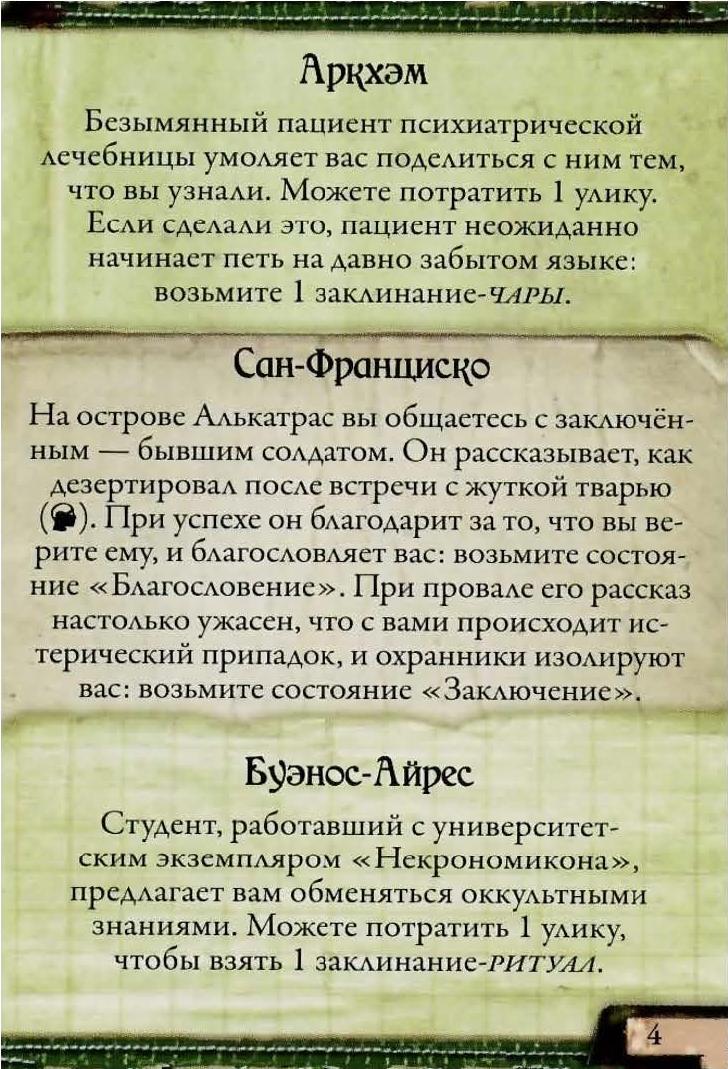 Аркхэм
Безымянный пациент психиатрической
лечебницы умоляет вас поделиться с ним тем,
что вы узнали. Можете потратить 1 улику.
Если сделали это, пациент неожиданно
начинает петь на давно забытом языке:
возьмите 1 заклинание-ЧАРЫ.
Сан-Франциско
На острове Алькатрас вы общаетесь с заключён-
ным — бывшим солдатом. Он рассказывает, как
дезертировал после встречи с жуткой тварью
(). При успехе он благодарит за то, что вы ве-
рите ему, и благословляет вас: возьмите состоя-
ние «Благословение». При провале его рассказ
настолько ужасен, что с вами происходит ис-
терический припадок, и охранники изолируют
вас: возьмите состояние «Заключение».
Буэнос-Айрес
Студент, работавший с университет-
ским экземпляром «Некрономикона»,
предлагает вам обменяться оккультными
знаниями. Можете потратить 1 улику,
чтобы взять 1 заклинание-РИТУАЛ.
4